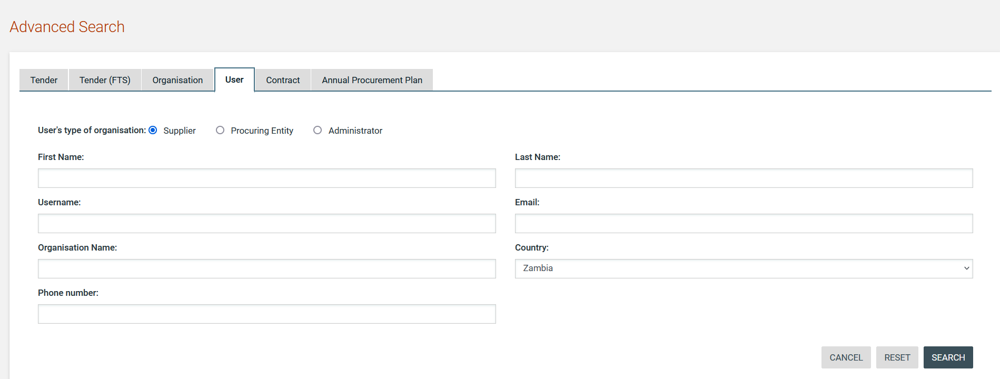 Advanced Search
Tender Tender (FTS) Organisation User Contract Annual Procurement Plan
User's type of organisation: Supplier Procuring Entity Administrator
First Name: Last Name:
Username: Email:
Organisation Name: Country:
Zambia
Phone number:
CANCEL RESET SEARCH